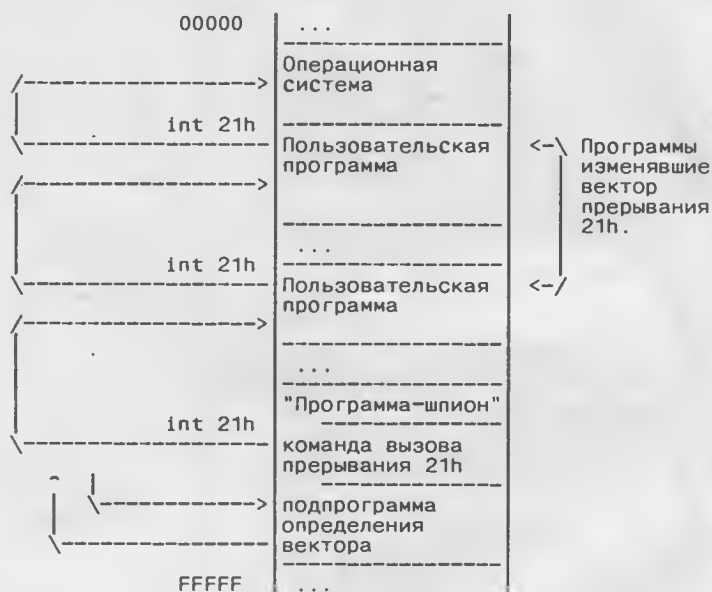 00000 ...
Операционная
система
int 21h
Пользовательская
программа
Программы
изменявшие
вектор
прерывания
21h.
...
int 21h
Пользовательская
программа
...
"Программа-шпион"
int 21h
команда вызова
прерывания 21h
подпрограмма
определения
вектора
FFFFF ...